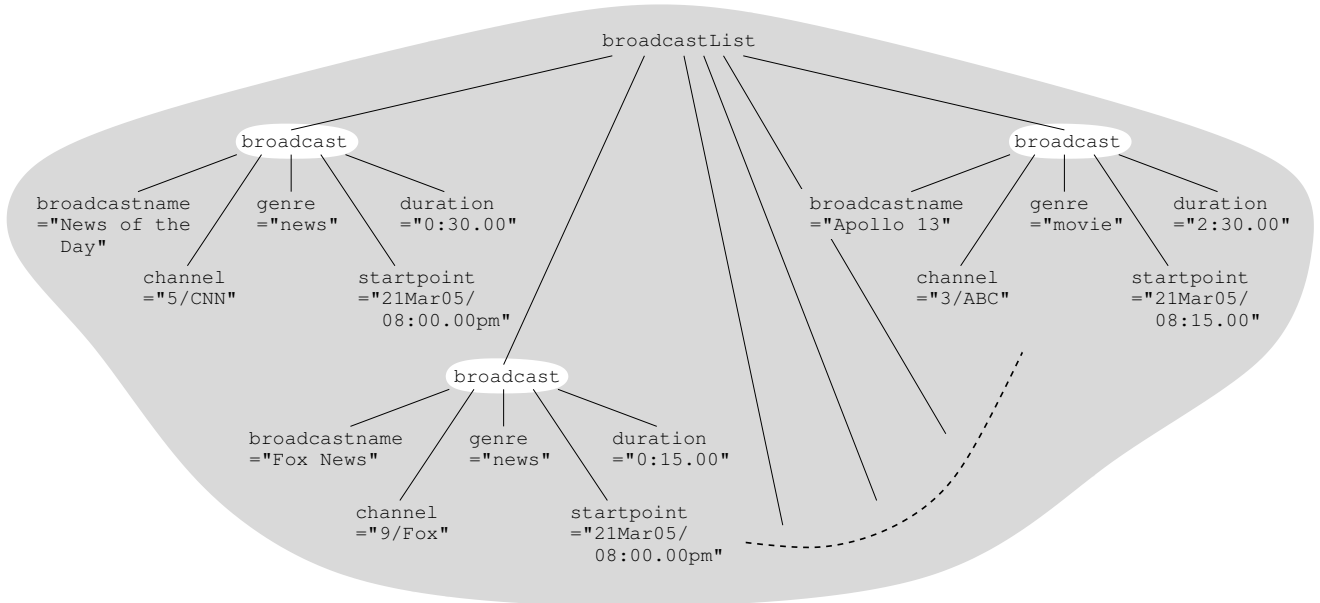 broadcastList
broadcast
broadcastname
="News of the
Day"
genre
="news"
duration
="0:30.00"
channel
="5/CNN"
startpoint
="21Mar05/
08:00.00pm"
broadcast
broadcastname
="Apollo 13"
genre
="movie"
duration
="2:30.00"
channel
="3/ABC"
startpoint
="21Mar05/
08:15.00"
broadcast
broadcastname
="Fox News"
genre
="news"
duration
="0:15.00"
channel
="9/Fox"
startpoint
="21Mar05/
08:00.00pm"